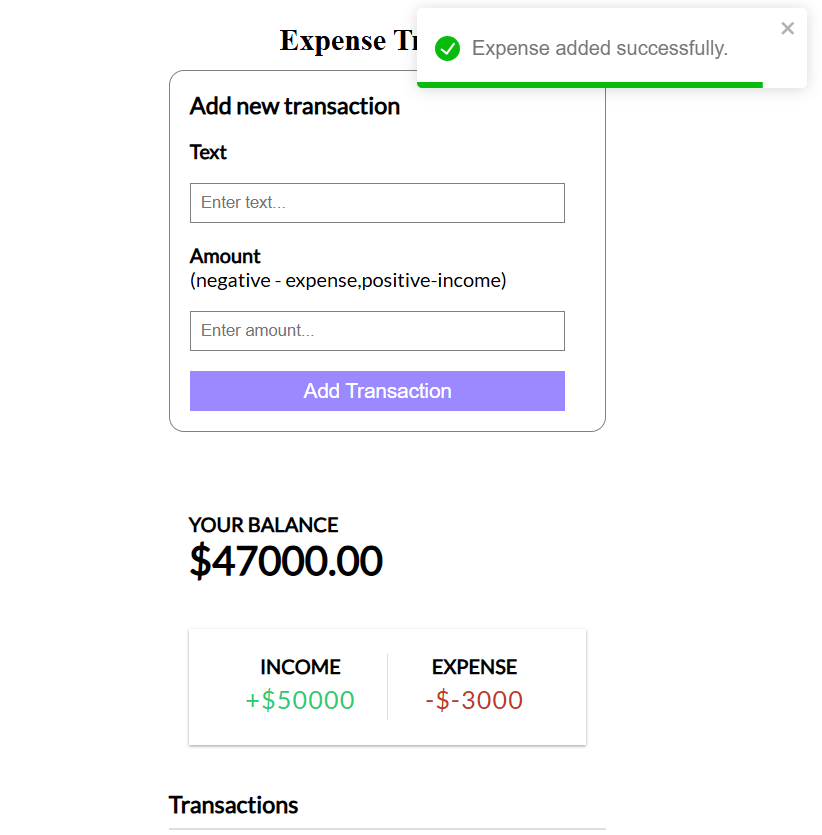 Expense Tr
Expense added successfully.
Add new transaction
Text
Enter text...
Amount
(negative - expense,positive-income)
Enter amount...
Add Transaction
YOUR BALANCE
$47000.00
INCOME
EXPENSE
+$50000
-$-3000
Transactions